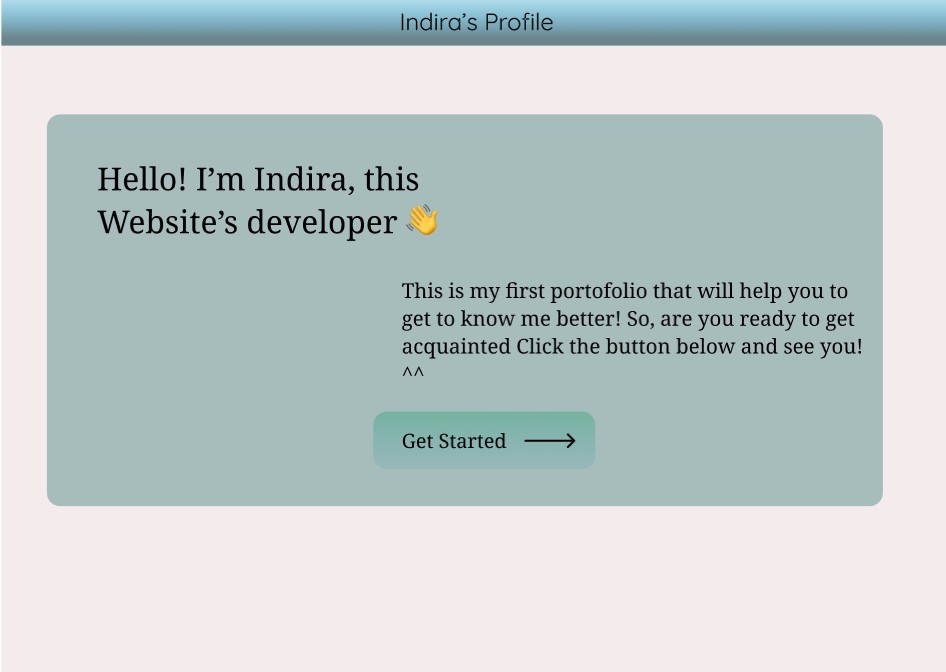 Indira’s Profile
Hello! I’m Indira, this
Website’s developer 👋
This is my first portofolio that will help you to
get to know me better! So, are you ready to get
acquainted Click the button below and see you!
^^
Get Started